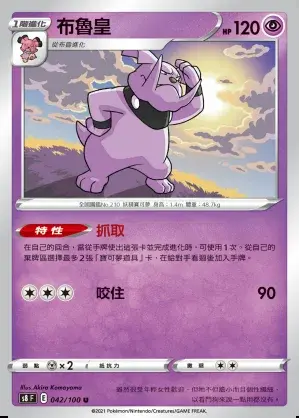 1階進化
布魯皇
HP 120
從布魯進化
全國圖鑑No.210 妖精寶可夢 身高:1.4m 體重:48.7kg
特性 抓取
在自己的回合,當從手牌使出這張卡並完成進化時,可使用1次。從自己的
棄牌區選擇最多2張「寶可夢道具」卡,在給對手看過後加入手牌。
咬住 90
弱點 ×2 抵抗力 撤退
Illus. Akira Komayama
s8 F E 042/100 U
©2021 Pokémon/Nintendo/Creatures/GAME FREAK.